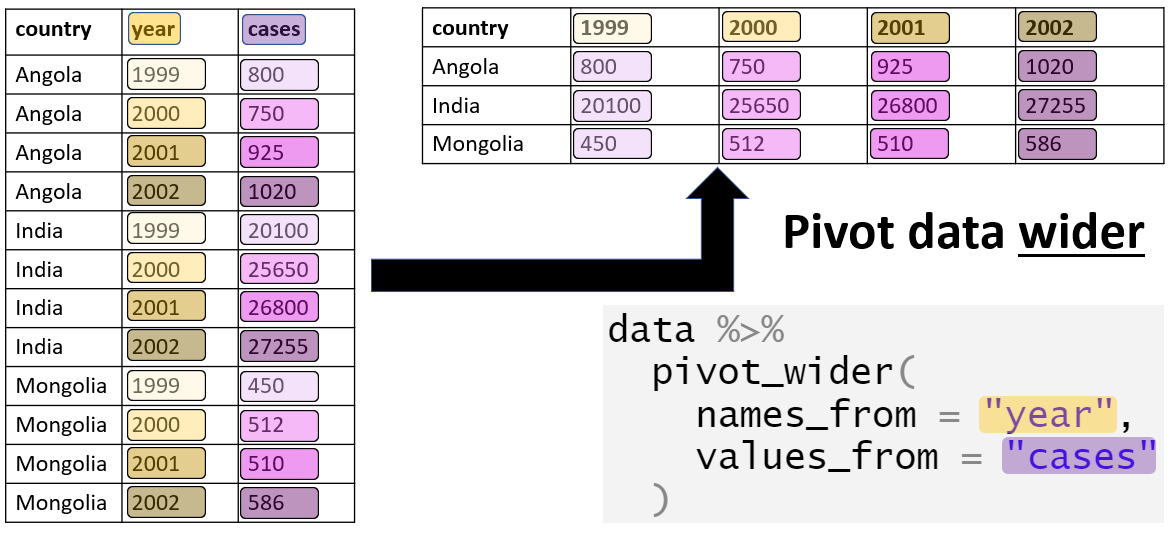 country year cases
Angola 1999 800
Angola 2000 750
Angola 2001 925
Angola 2002 1020
India 1999 20100
India 2000 25650
India 2001 26800
India 2002 27255
Mongolia 1999 450
Mongolia 2000 512
Mongolia 2001 510
Mongolia 2002 586
country 1999 2000 2001 2002
Angola 800 750 925 1020
India 20100 25650 26800 27255
Mongolia 450 512 510 586
Pivot data wider
data %>%
pivot_wider(
names_from = "year",
values_from = "cases"
)